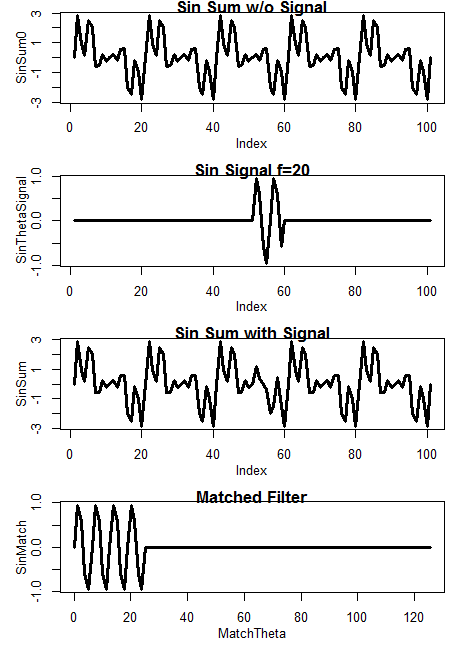 Sin Sum w/o Signal
SinSum0
-3 -1 1 3
0 20 40 60 80 100
Index
Sin Signal f=20
SinThetaSignal
-1.0 0.0 1.0
0 20 40 60 80 100
Index
Sin Sum with Signal
SinSum
-3 -1 1 3
0 20 40 60 80 100
Index
Matched Filter
SinMatch
-1.0 0.0 1.0
0 20 40 60 80 100 120
MatchTheta